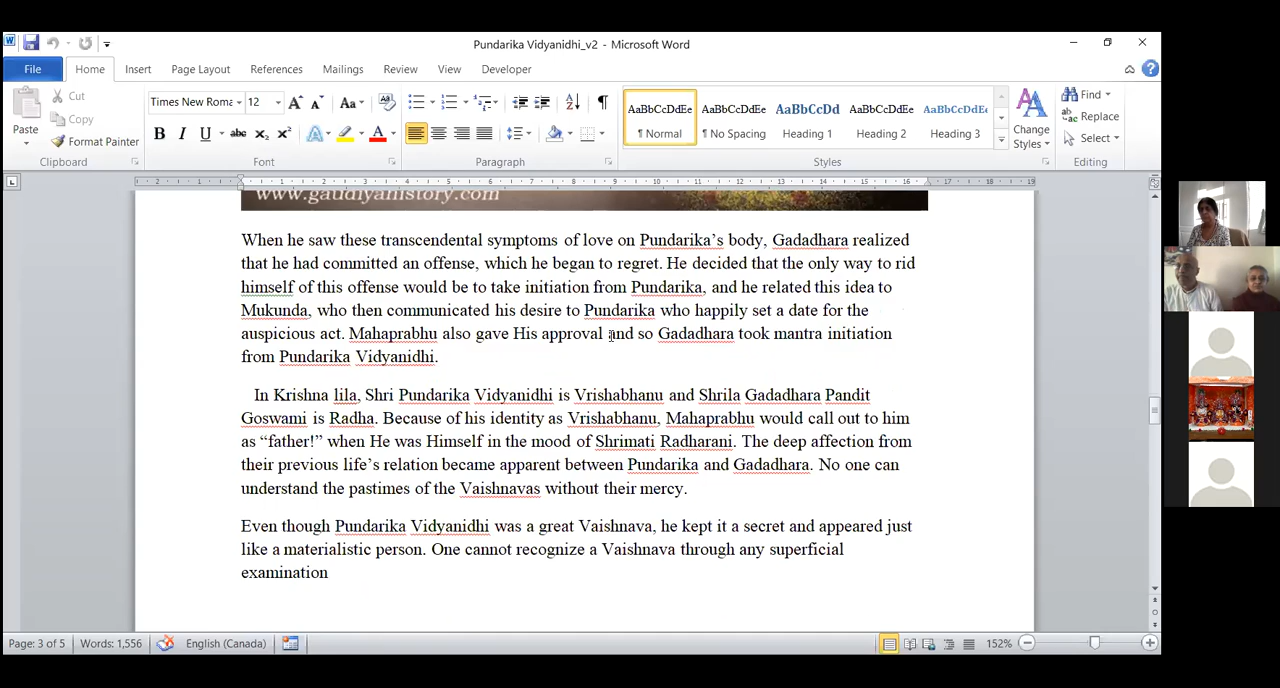 Pundarika Vidyanidhi_v2 - Microsoft Word
File Home Insert Page Layout References Mailings Review View Developer
Paste
Cut
Copy
Format Painter
Clipboard
Times New Roma 12
Font
Paragraph
AaBbCcDdEe AaBbCcDdEe AaBbCcDd AaBbCcDdEe AaBbCcDdEe
¶ Normal ¶ No Spacing Heading 1 Heading 2 Heading 3
Styles
Change Styles
Find
Replace
Select
Editing
www.gaudiyahistory.com
When he saw these transcendental symptoms of love on Pundarika's body, Gadadhara realized
that he had committed an offense, which he began to regret. He decided that the only way to rid
himself of this offense would be to take initiation from Pundarika, and he related this idea to
Mukunda, who then communicated his desire to Pundarika who happily set a date for the
auspicious act. Mahaprabhu also gave His approval and so Gadadhara took mantra initiation
from Pundarika Vidyanidhi.
In Krishna lila, Shri Pundarika Vidyanidhi is Vrishabhanu and Shrila Gadadhara Pandit
Goswami is Radha. Because of his identity as Vrishabhanu, Mahaprabhu would call out to him
as “father!” when He was Himself in the mood of Shrimati Radharani. The deep affection from
their previous life's relation became apparent between Pundarika and Gadadhara. No one can
understand the pastimes of the Vaishnavas without their mercy.
Even though Pundarika Vidyanidhi was a great Vaishnava, he kept it a secret and appeared just
like a materialistic person. One cannot recognize a Vaishnava through any superficial
examination
Page: 3 of 5 Words: 1,556 English (Canada) 152%